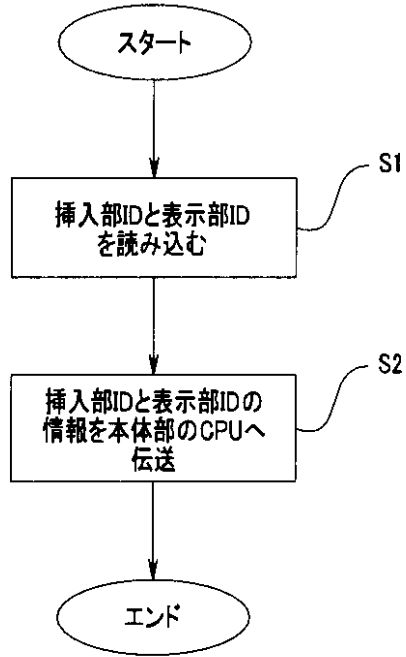 スタート
S1
挿入部IDと表示部ID
を読み込む
S2
挿入部IDと表示部IDの
情報を本体部のCPUへ
伝送
エンド